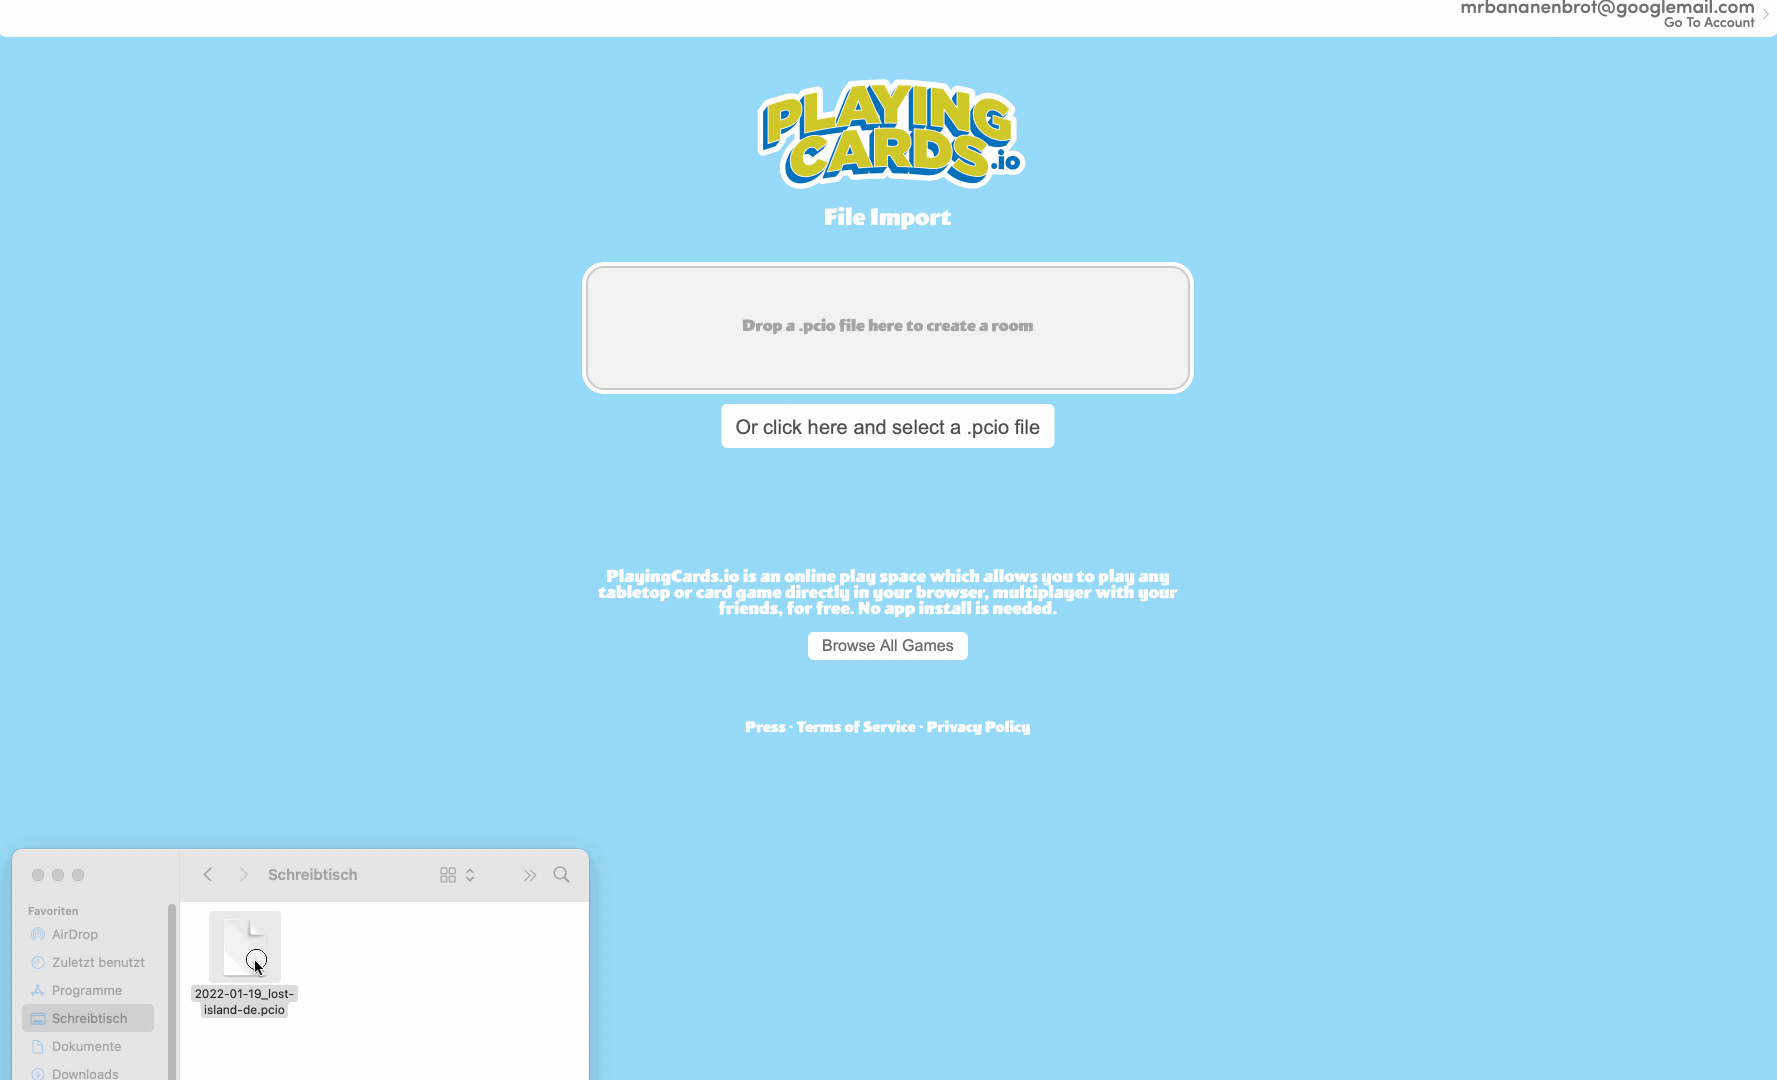 mrbananenbrot@googlemail.com
Go To Account
PLAYING
CARDS.io
File Import
Drop a .pcio file here to create a room
Or click here and select a .pcio file
PlayingCards.io is an online play space which allows you to play any
tabletop or card game directly in your browser, multiplayer with your
friends, for free. No app install is needed.
Browse All Games
Press · Terms of Service · Privacy Policy
Schreibtisch
Favoriten
AirDrop
Zuletzt benutzt
Programme
Schreibtisch
Dokumente
Downloads
2022-01-19_lost-
island-de.pcio